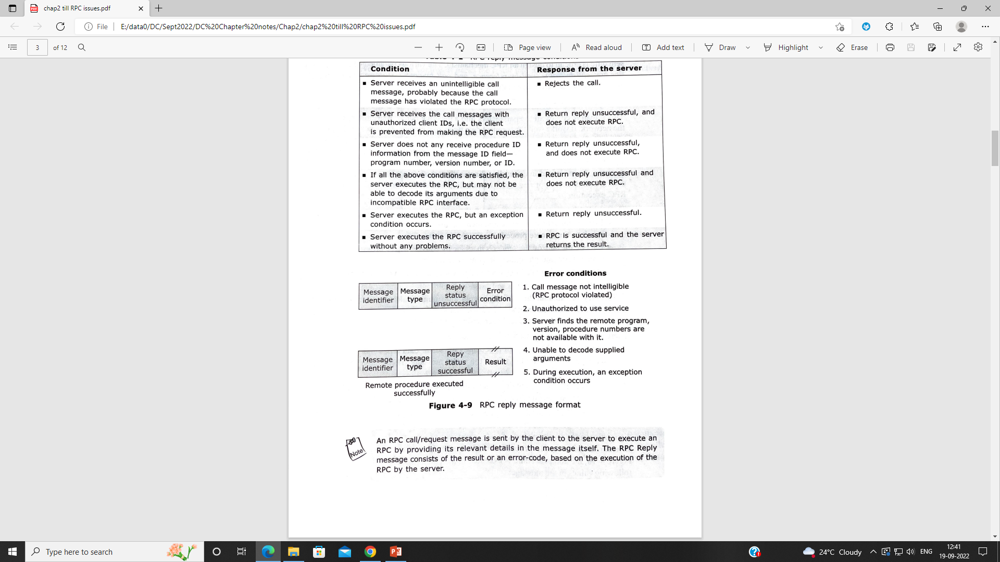 chap2 till RPC issues.pdf
File
E:/data0/DC/Sept2022/DC%20Chapter%20notes/Chap2/chap2%20till%20RPC%20issues.pdf
3 of 12
Page view
Read aloud
Add text
Draw
Highlight
Erase
RPC reply message conditions
Condition
Response from the server
Server receives an unintelligible call
message, probably because the call
message has violated the RPC protocol.
Rejects the call.
Server receives the call messages with
unauthorized client IDs, i.e. the client
is prevented from making the RPC request.
Return reply unsuccessful, and
does not execute RPC.
Server does not any receive procedure ID
information from the message ID field—
program number, version number, or ID.
Return reply unsuccessful,
and does not execute RPC.
If all the above conditions are satisfied, the
server executes the RPC, but may not be
able to decode its arguments due to
incompatible RPC interface.
Return reply unsuccessful and
does not execute RPC.
Server executes the RPC, but an exception
condition occurs.
Return reply unsuccessful.
Server executes the RPC successfully
without any problems.
RPC is successful and the server
returns the result.
Message
identifier
Message
type
Reply
status
unsuccessful
Error
condition
Error conditions
1. Call message not intelligible
(RPC protocol violated)
2. Unauthorized to use service
3. Server finds the remote program,
version, procedure numbers are
not available with it.
4. Unable to decode supplied
arguments
5. During execution, an exception
condition occurs
Message
identifier
Message
type
Repy
status
successful
Result
Remote procedure executed
successfully
Figure 4-9 RPC reply message format
Note
An RPC call/request message is sent by the client to the server to execute an
RPC by providing its relevant details in the message itself. The RPC Reply
message consists of the result or an error-code, based on the execution of the
RPC by the server.
Type here to search
24°C Cloudy
ENG
12:41
19-09-2022